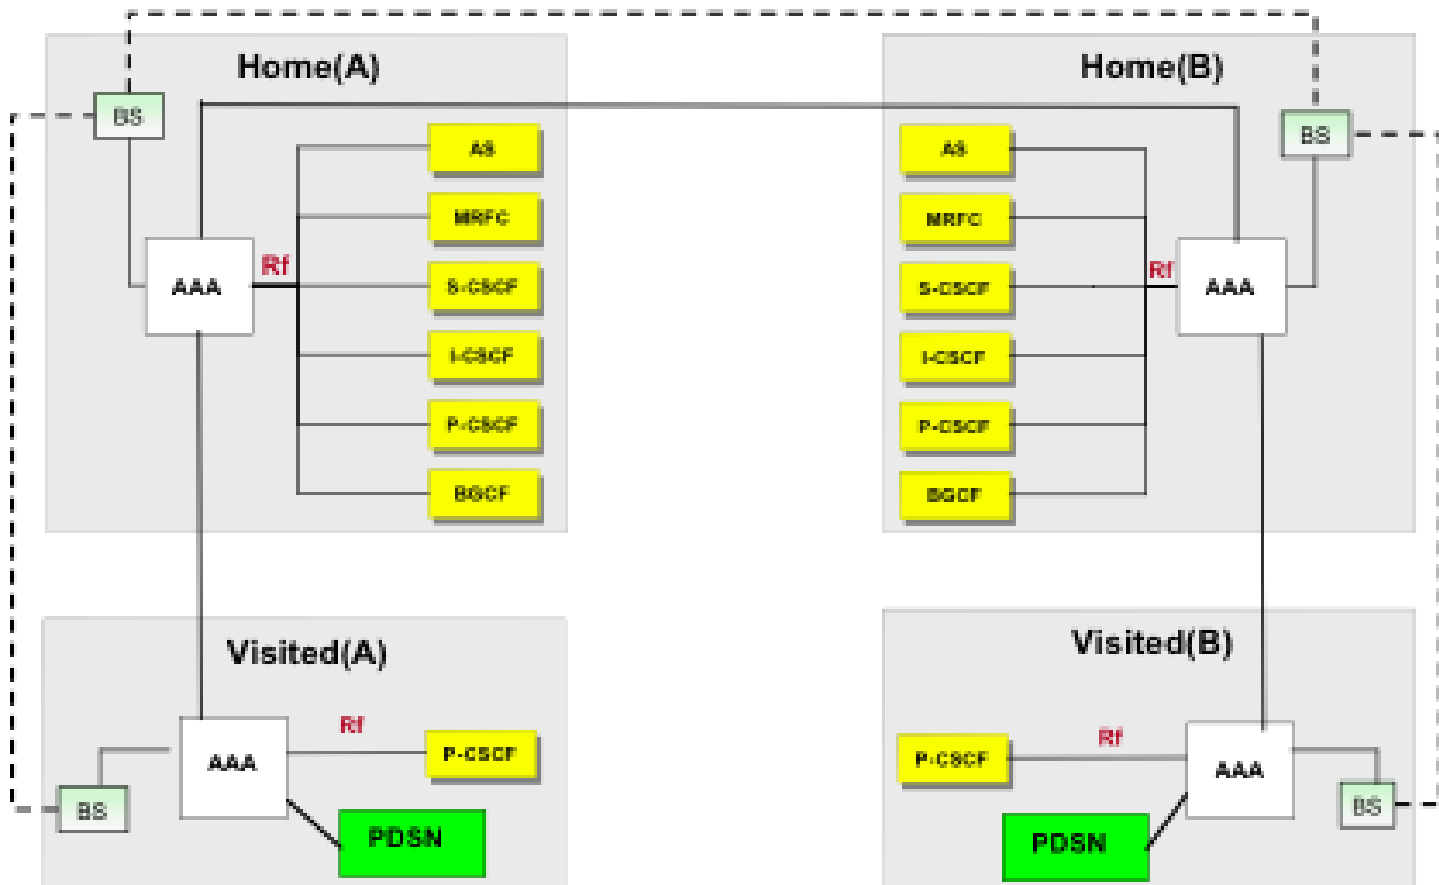 Home(A)
BS
AS
MRFC
Rf
AAA
S-CSCF
I-CSCF
P-CSCF
BGCF
Home(B)
BS
AS
MRFC
Rf
AAA
S-CSCF
I-CSCF
P-CSCF
BGCF
Visited(A)
Rf
AAA
P-CSCF
BS
PDSN
Visited(B)
Rf
P-CSCF
AAA
BS
PDSN